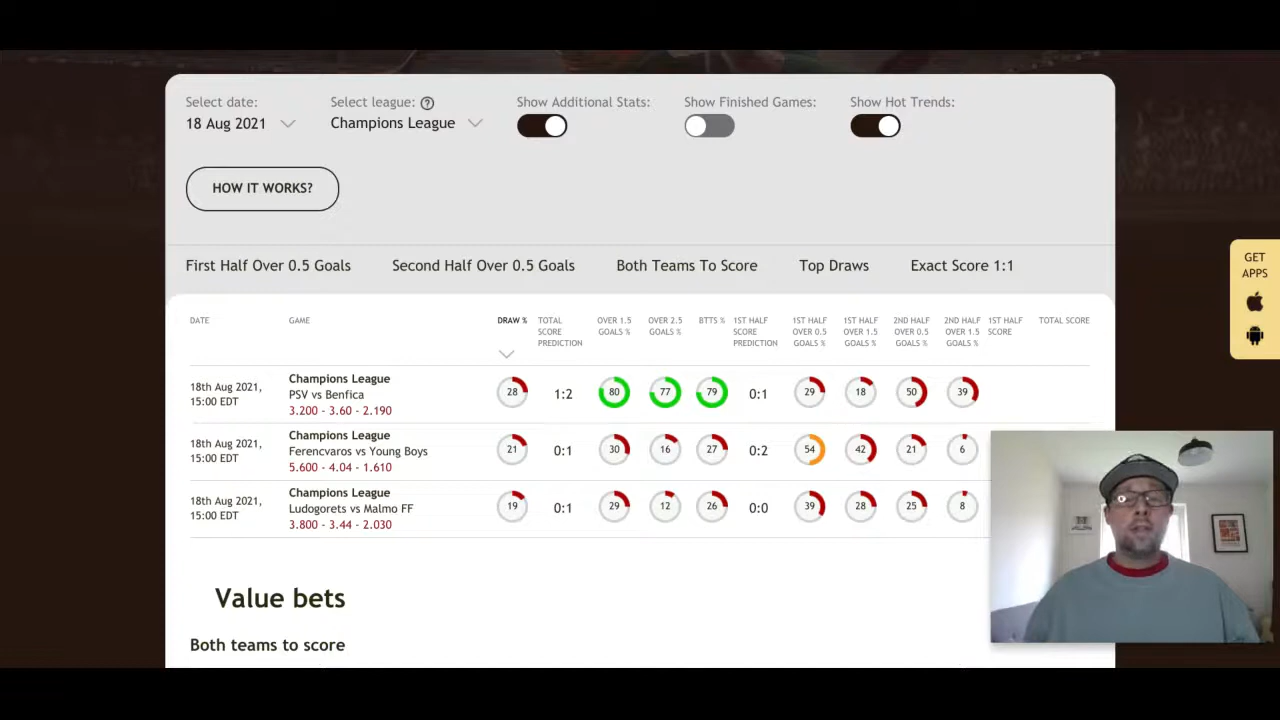 Select date:
Select league: ?
Show Additional Stats:
Show Finished Games:
Show Hot Trends:
18 Aug 2021
Champions League
HOW IT WORKS?
GET
APPS
First Half Over 0.5 Goals
Second Half Over 0.5 Goals
Both Teams To Score
Top Draws
Exact Score 1:1
DATE
GAME
DRAW %
TOTAL
SCORE
PREDICTION
OVER 1.5
GOALS %
OVER 2.5
GOALS %
BTTS %
1ST HALF
SCORE
PREDICTION
1ST HALF
OVER 0.5
GOALS %
1ST HALF
OVER 1.5
GOALS %
2ND HALF
OVER 0.5
GOALS %
2ND HALF
OVER 1.5
GOALS %
1ST HALF
SCORE
TOTAL SCORE
18th Aug 2021,
15:00 EDT
Champions League
PSV vs Benfica
3.200 - 3.60 - 2.190
28
1:2
80
77
79
0:1
29
18
50
39
18th Aug 2021,
15:00 EDT
Champions League
Ferencvaros vs Young Boys
5.600 - 4.04 - 1.610
21
0:1
30
16
27
0:2
54
42
21
6
18th Aug 2021,
15:00 EDT
Champions League
Ludogorets vs Malmo FF
3.800 - 3.44 - 2.030
19
0:1
29
12
26
0:0
39
28
25
8
Value bets
Both teams to score